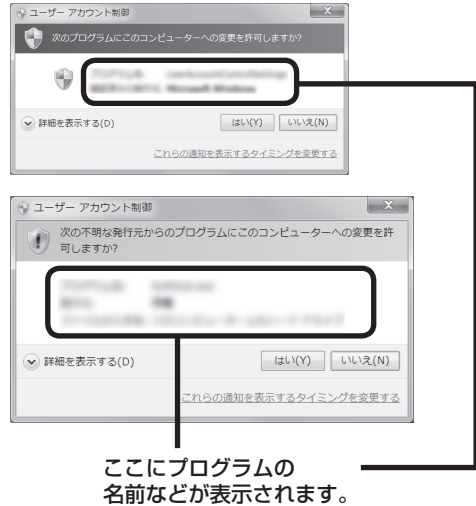 ユーザー アカウント制御
次のプログラムにこのコンピューターへの変更を許可しますか?
詳細を表示する(D)
はい(Y)
いいえ(N)
これらの通知を表示するタイミングを変更する
ユーザー アカウント制御
次の不明な発行元からのプログラムにこのコンピューターへの変更を許
可しますか?
詳細を表示する(D)
はい(Y)
いいえ(N)
これらの通知を表示するタイミングを変更する
ここにプログラムの
名前などが表示されます。